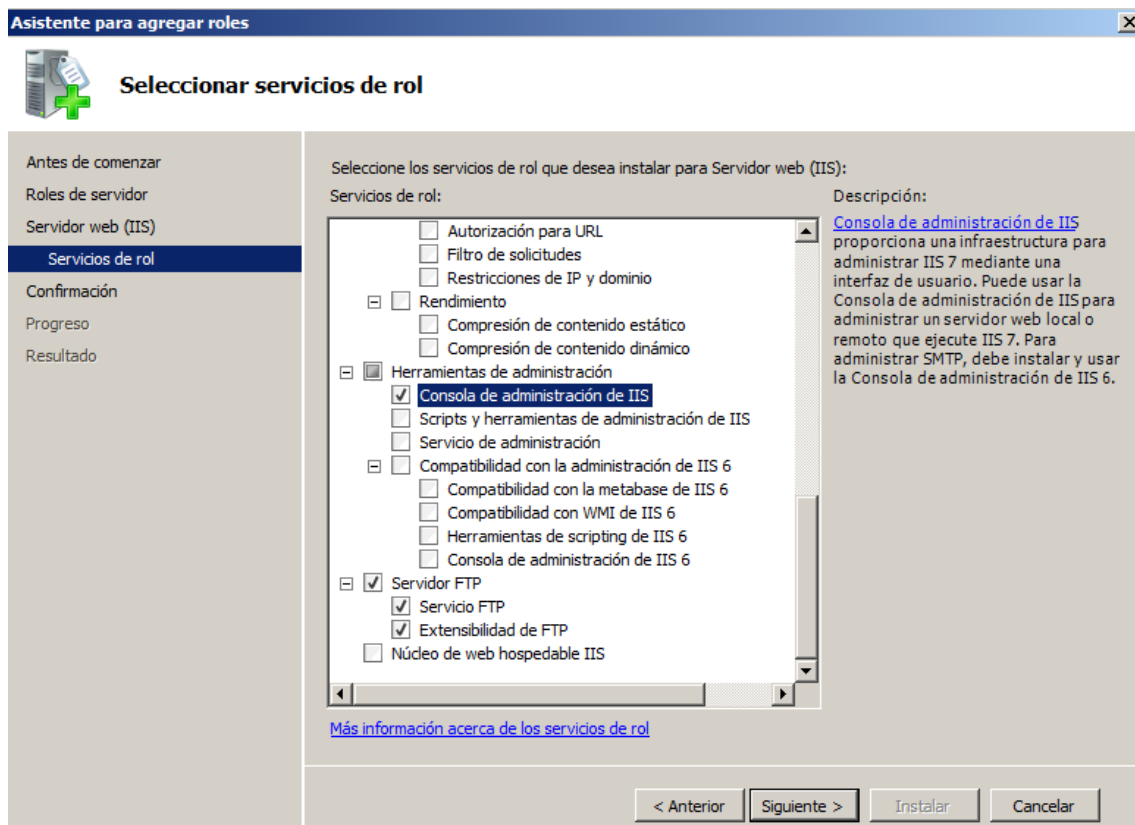 Asistente para agregar roles
Seleccionar servicios de rol
Antes de comenzar
Roles de servidor
Servidor web (IIS)
Servicios de rol
Confirmación
Progreso
Resultado
Seleccione los servicios de rol que desea instalar para Servidor web (IIS):
Servicios de rol:
Autorización para URL
Filtro de solicitudes
Restricciones de IP y dominio
Rendimiento
Compresión de contenido estático
Compresión de contenido dinámico
Herramientas de administración
Consola de administración de IIS
Scripts y herramientas de administración de IIS
Servicio de administración
Compatibilidad con la administración de IIS 6
Compatibilidad con la metabase de IIS 6
Compatibilidad con WMI de IIS 6
Herramientas de scripting de IIS 6
Consola de administración de IIS 6
Servidor FTP
Servicio FTP
Extensibilidad de FTP
Núcleo de web hospedable IIS
Más información acerca de los servicios de rol
Descripción:
Consola de administración de IIS
proporciona una infraestructura para
administrar IIS 7 mediante una
interfaz de usuario. Puede usar la
Consola de administración de IIS para
administrar un servidor web local o
remoto que ejecute IIS 7. Para
administrar SMTP, debe instalar y usar
la Consola de administración de IIS 6.
< Anterior
Siguiente >
Instalar
Cancelar